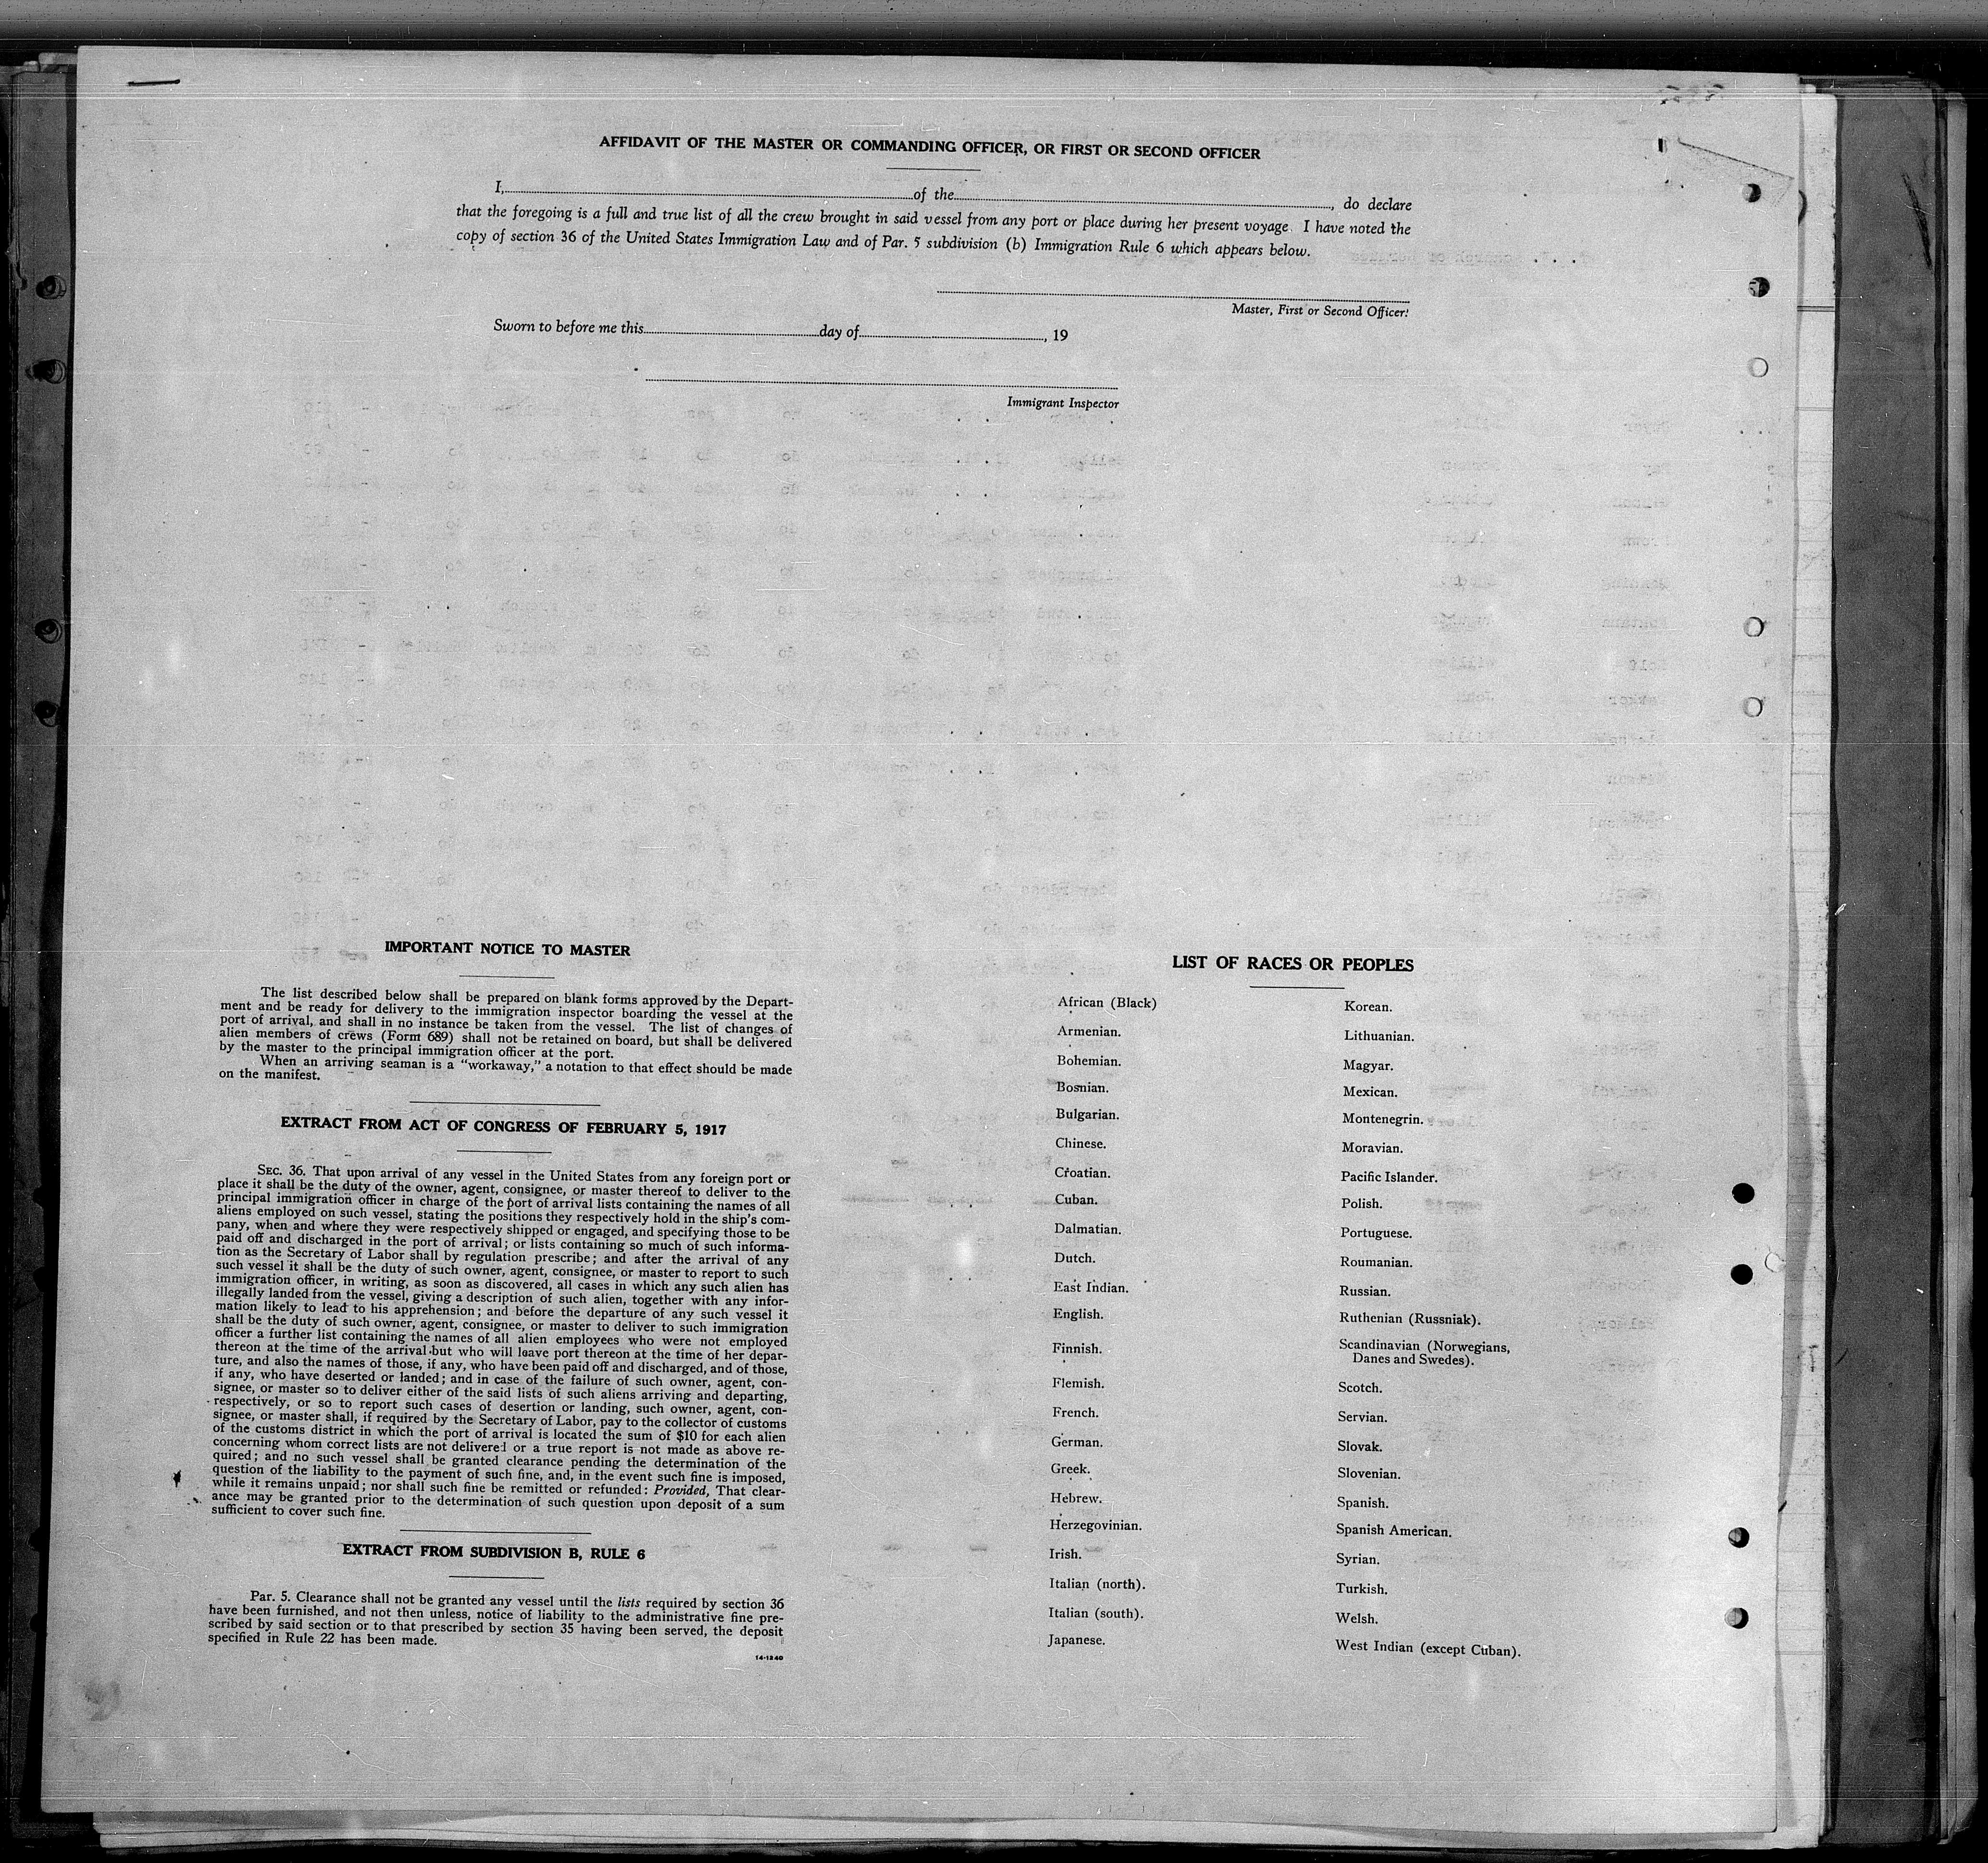 AFFIDAVIT OF THE MASTER OR COMMANDING OFFICER, OR FIRST OR SECOND OFFICER
I, of the , do declare
that the foregoing is a full and true list of all the crew brought in said vessel from any port or place during her present voyage. I have noted the
copy of section 36 of the United States Immigration Law and of Par. 5 subdivision (b) Immigration Rule 6 which appears below.
Master, First or Second Officer.
Sworn to before me this day of , 19
Immigrant Inspector
IMPORTANT NOTICE TO MASTER
The list described below shall be prepared on blank forms approved by the Depart-
ment and be ready for delivery to the immigration inspector boarding the vessel at the
port of arrival, and shall in no instance be taken from the vessel. The list of changes of
alien members of crews (Form 689) shall not be retained on board, but shall be delivered
by the master to the principal immigration officer at the port.
When an arriving seaman is a "workaway," a notation to that effect should be made
on the manifest.
EXTRACT FROM ACT OF CONGRESS OF FEBRUARY 5, 1917
SEC. 36. That upon arrival of any vessel in the United States from any foreign port or
place it shall be the duty of the owner, agent, consignee, or master thereof to deliver to the
principal immigration officer in charge of the port of arrival lists containing the names of all
aliens employed on such vessel, stating the positions they respectively hold in the ship's com-
pany, when and where they were respectively shipped or engaged, and specifying those to be
paid off and discharged in the port of arrival; or lists containing so much of such informa-
tion as the Secretary of Labor shall by regulation prescribe; and after the arrival of any
such vessel it shall be the duty of such owner, agent, consignee, or master to report to such
immigration officer, in writing, as soon as discovered, all cases in which any such alien has
illegally landed from the vessel, giving a description of such alien, together with any infor-
mation likely to lead to his apprehension; and before the departure of any such vessel it
shall be the duty of such owner, agent, consignee, or master to deliver to such immigration
officer a further list containing the names of all alien employees who were not employed
thereon at the time of the arrival but who will leave port thereon at the time of her depar-
ture, and also the names of those, if any, who have been paid off and discharged, and of those,
if any, who have deserted or landed; and in case of the failure of such owner, agent, con-
signee, or master so to deliver either of the said lists of such aliens arriving and departing,
respectively, or so to report such cases of desertion or landing, such owner, agent, con-
signee, or master shall, if required by the Secretary of Labor, pay to the collector of customs
of the customs district in which the port of arrival is located the sum of $10 for each alien
concerning whom correct lists are not delivered or a true report is not made as above re-
quired; and no such vessel shall be granted clearance pending the determination of the
question of the liability to the payment of such fine, and, in the event such fine is imposed,
while it remains unpaid; nor shall such fine be remitted or refunded: Provided, That clear-
ance may be granted prior to the determination of such question upon deposit of a sum
sufficient to cover such fine.
EXTRACT FROM SUBDIVISION B, RULE 6
Par. 5. Clearance shall not be granted any vessel until the lists required by section 36
have been furnished, and not then unless, notice of liability to the administrative fine pre-
scribed by said section or to that prescribed by section 35 having been served, the deposit
specified in Rule 22 has been made.
14-1240
LIST OF RACES OR PEOPLES
African (Black)
Armenian.
Bohemian.
Bosnian.
Bulgarian.
Chinese.
Croatian.
Cuban.
Dalmatian.
Dutch.
East Indian.
English.
Finnish.
Flemish.
French.
German.
Greek.
Hebrew.
Herzegovinian.
Irish.
Italian (north).
Italian (south).
Japanese.
Korean.
Lithuanian.
Magyar.
Mexican.
Montenegrin.
Moravian.
Pacific Islander.
Polish.
Portuguese.
Roumanian.
Russian.
Ruthenian (Russniak).
Scandinavian (Norwegians,
Danes and Swedes).
Scotch.
Servian.
Slovak.
Slovenian.
Spanish.
Spanish American.
Syrian.
Turkish.
Welsh.
West Indian (except Cuban).